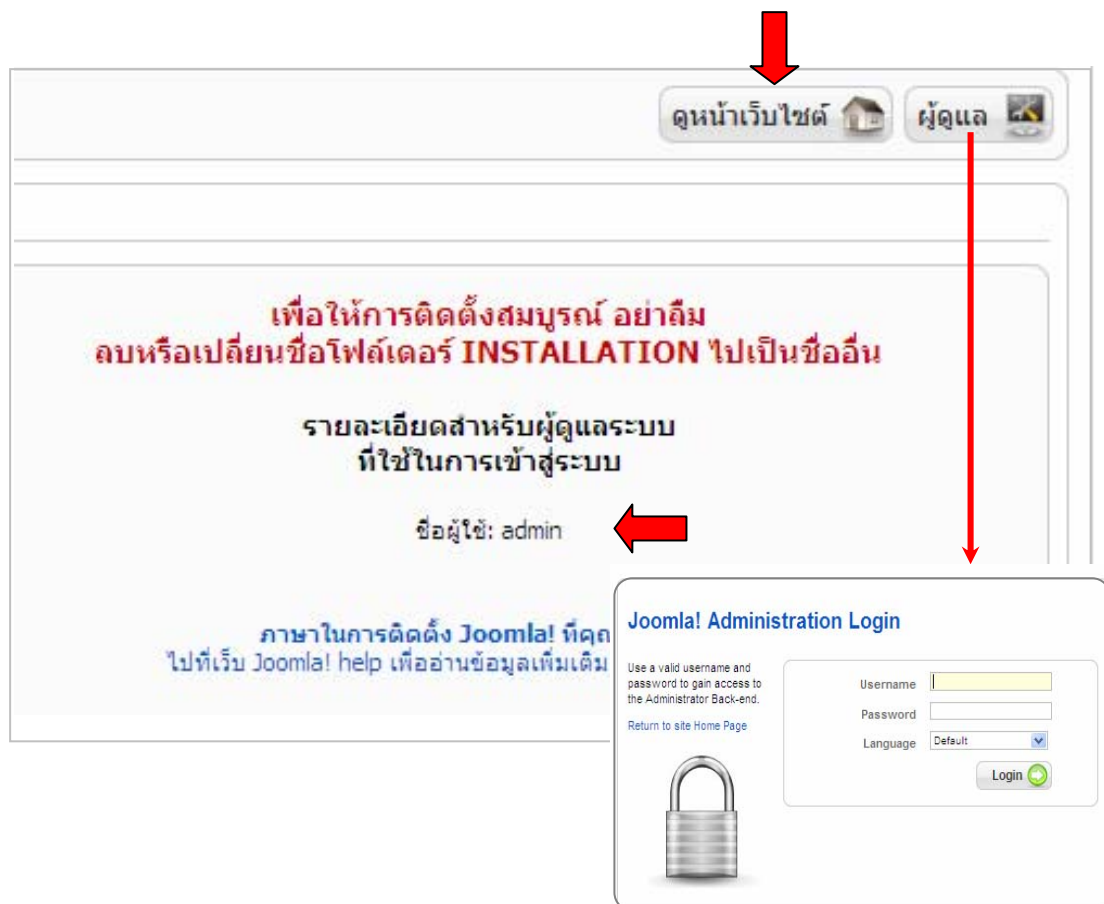 ดูหน้าเว็บไซต์
ผู้ดูแล
เพื่อให้การติดตั้งสมบูรณ์ อย่าลืม
ลบหรือเปลี่ยนชื่อโฟล์เดอร์ INSTALLATION ไปเป็นชื่ออื่น
รายละเอียดสำหรับผู้ดูแลระบบ
ที่ใช้ในการเข้าสู่ระบบ
ชื่อผู้ใช้: admin
ภาษาในการติดตั้ง Joomla! ที่คุณ
ไปที่เว็บ Joomla! help เพื่ออ่านข้อมูลเพิ่มเติม
Joomla! Administration Login
Use a valid username and
password to gain access to
the Administrator Back-end.
Return to site Home Page
Username
Password
Language Default
Login